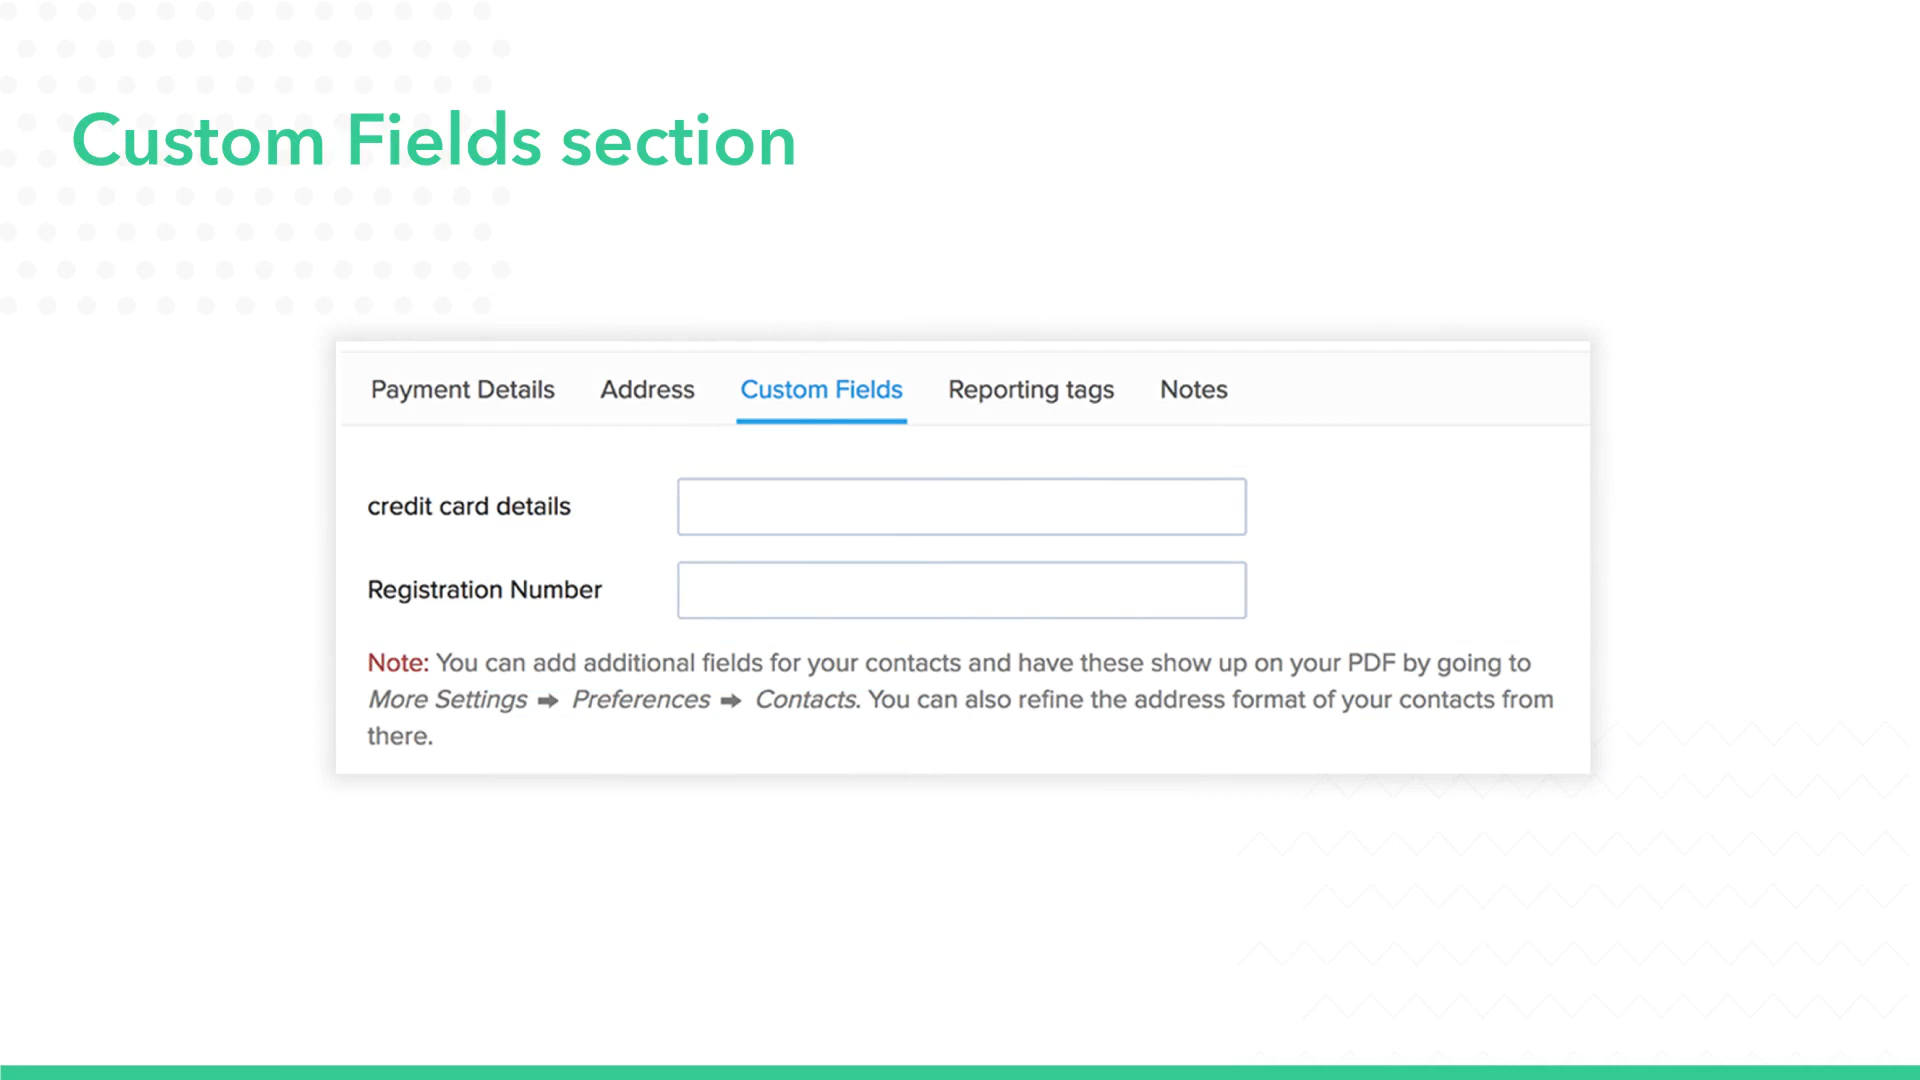 Custom Fields section
Payment Details Address Custom Fields Reporting tags Notes
credit card details
Registration Number
Note: You can add additional fields for your contacts and have these show up on your PDF by going to
More Settings ➡ Preferences ➡ Contacts. You can also refine the address format of your contacts from
there.